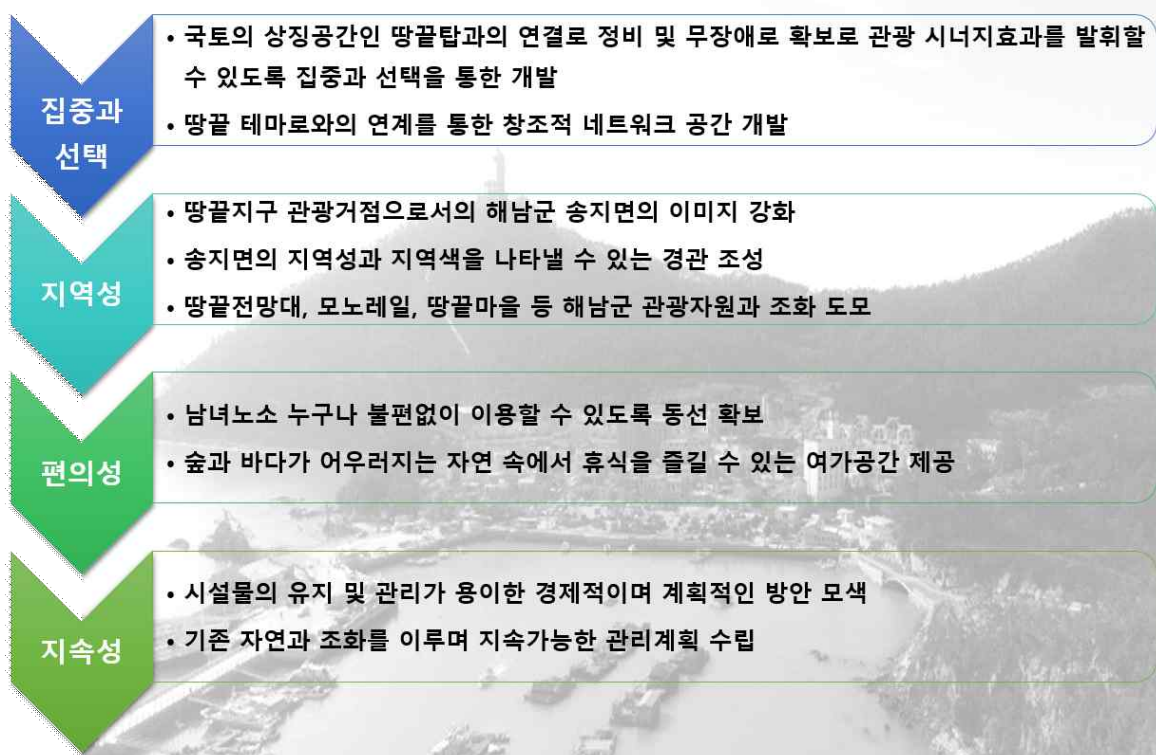 집중과
선택
• 국토의 상징공간인 땅끝탑과의 연결로 정비 및 무장애로 확보로 관광 시너지효과를 발휘할
수 있도록 집중과 선택을 통한 개발
• 땅끝 테마로와의 연계를 통한 창조적 네트워크 공간 개발
지역성
• 땅끝지구 관광거점으로서의 해남군 송지면의 이미지 강화
• 송지면의 지역성과 지역색을 나타낼 수 있는 경관 조성
• 땅끝전망대, 모노레일, 땅끝마을 등 해남군 관광자원과 조화 도모
편의성
• 남녀노소 누구나 불편없이 이용할 수 있도록 동선 확보
• 숲과 바다가 어우러지는 자연 속에서 휴식을 즐길 수 있는 여가공간 제공
지속성
• 시설물의 유지 및 관리가 용이한 경제적이며 계획적인 방안 모색
• 기존 자연과 조화를 이루며 지속가능한 관리계획 수립